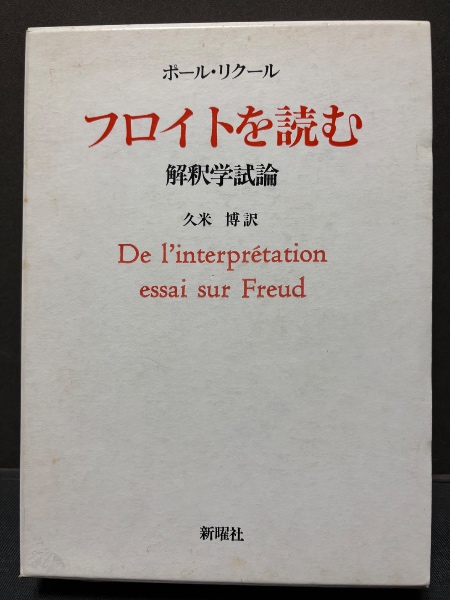 ポール・リクール
フロイトを読む
解釈学試論
久米 博訳
De l'interprétation
essai sur Freud
新曜社